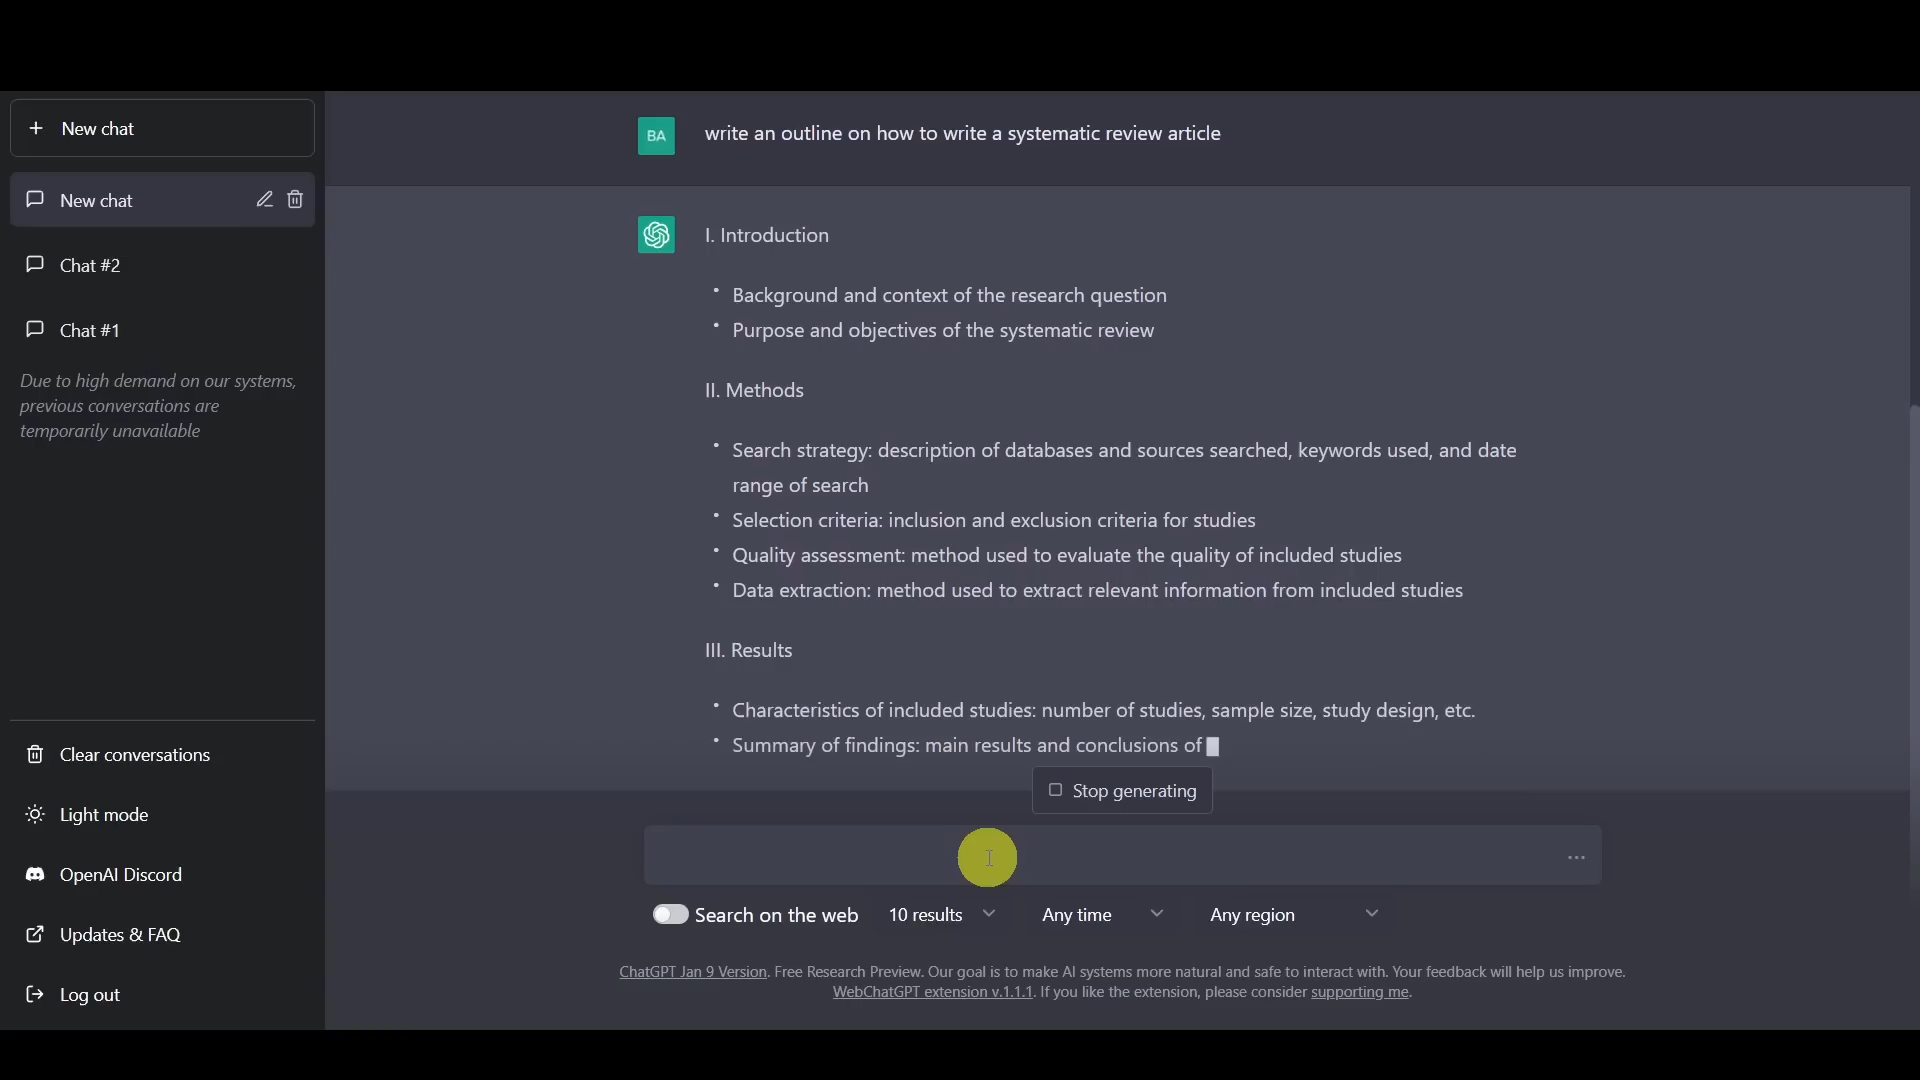 New chat
New chat
Chat #2
Chat #1
Due to high demand on our systems,
previous conversations are
temporarily unavailable
Clear conversations
Light mode
OpenAI Discord
Updates & FAQ
Log out
BA
write an outline on how to write a systematic review article
I. Introduction
• Background and context of the research question
• Purpose and objectives of the systematic review
II. Methods
• Search strategy: description of databases and sources searched, keywords used, and date
range of search
• Selection criteria: inclusion and exclusion criteria for studies
• Quality assessment: method used to evaluate the quality of included studies
• Data extraction: method used to extract relevant information from included studies
III. Results
• Characteristics of included studies: number of studies, sample size, study design, etc.
• Summary of findings: main results and conclusions of
Stop generating
...
Search on the web 10 results Any time Any region
ChatGPT Jan 9 Version. Free Research Preview. Our goal is to make AI systems more natural and safe to interact with. Your feedback will help us improve.
WebChatGPT extension v.1.1.1. If you like the extension, please consider supporting me.